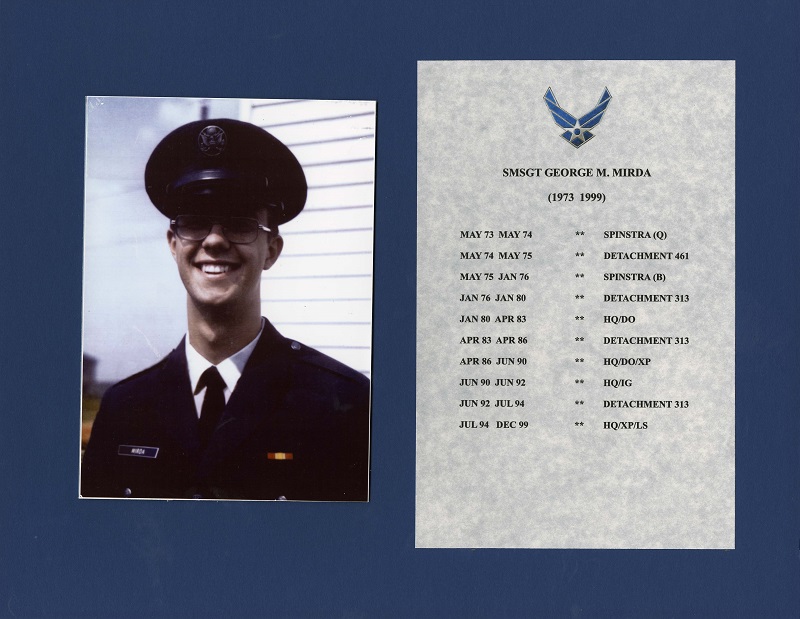 MIRDA
SMSGT GEORGE M. MIRDA
(1973 1999)
MAY 73 MAY 74 ** SPINSTRA (Q)
MAY 74 MAY 75 ** DETACHMENT 461
MAY 75 JAN 76 ** SPINSTRA (B)
JAN 76 JAN 80 ** DETACHMENT 313
JAN 80 APR 83 ** HQ/DO
APR 83 APR 86 ** DETACHMENT 313
APR 86 JUN 90 ** HQ/DO/XP
JUN 90 JUN 92 ** HQ/IG
JUN 92 JUL 94 ** DETACHMENT 313
JUL 94 DEC 99 ** HQ/XP/LS